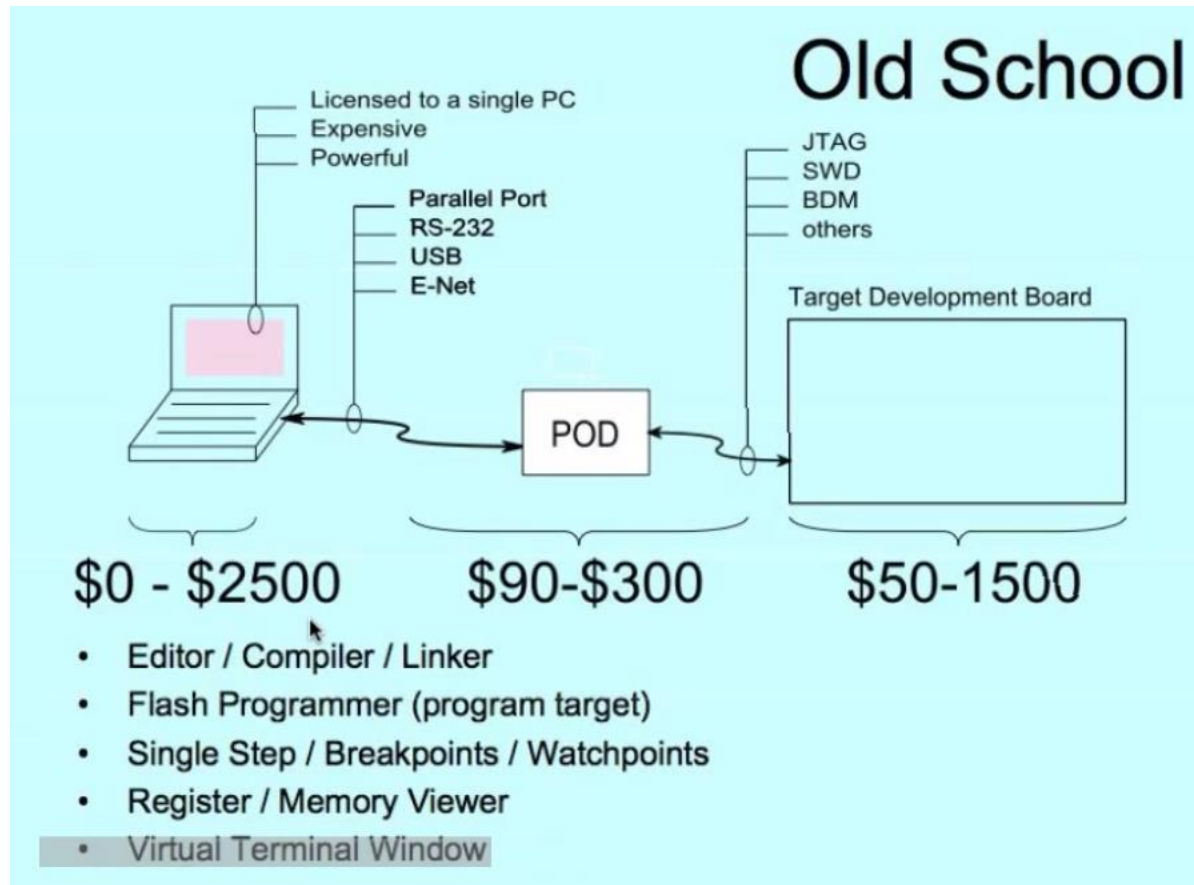 Old School
Licensed to a single PC
Expensive
Powerful
Parallel Port
RS-232
USB
E-Net
JTAG
SWD
BDM
others
Target Development Board
POD
$0 - $2500
$90-$300
$50-1500
• Editor / Compiler / Linker
• Flash Programmer (program target)
• Single Step / Breakpoints / Watchpoints
• Register / Memory Viewer
• Virtual Terminal Window